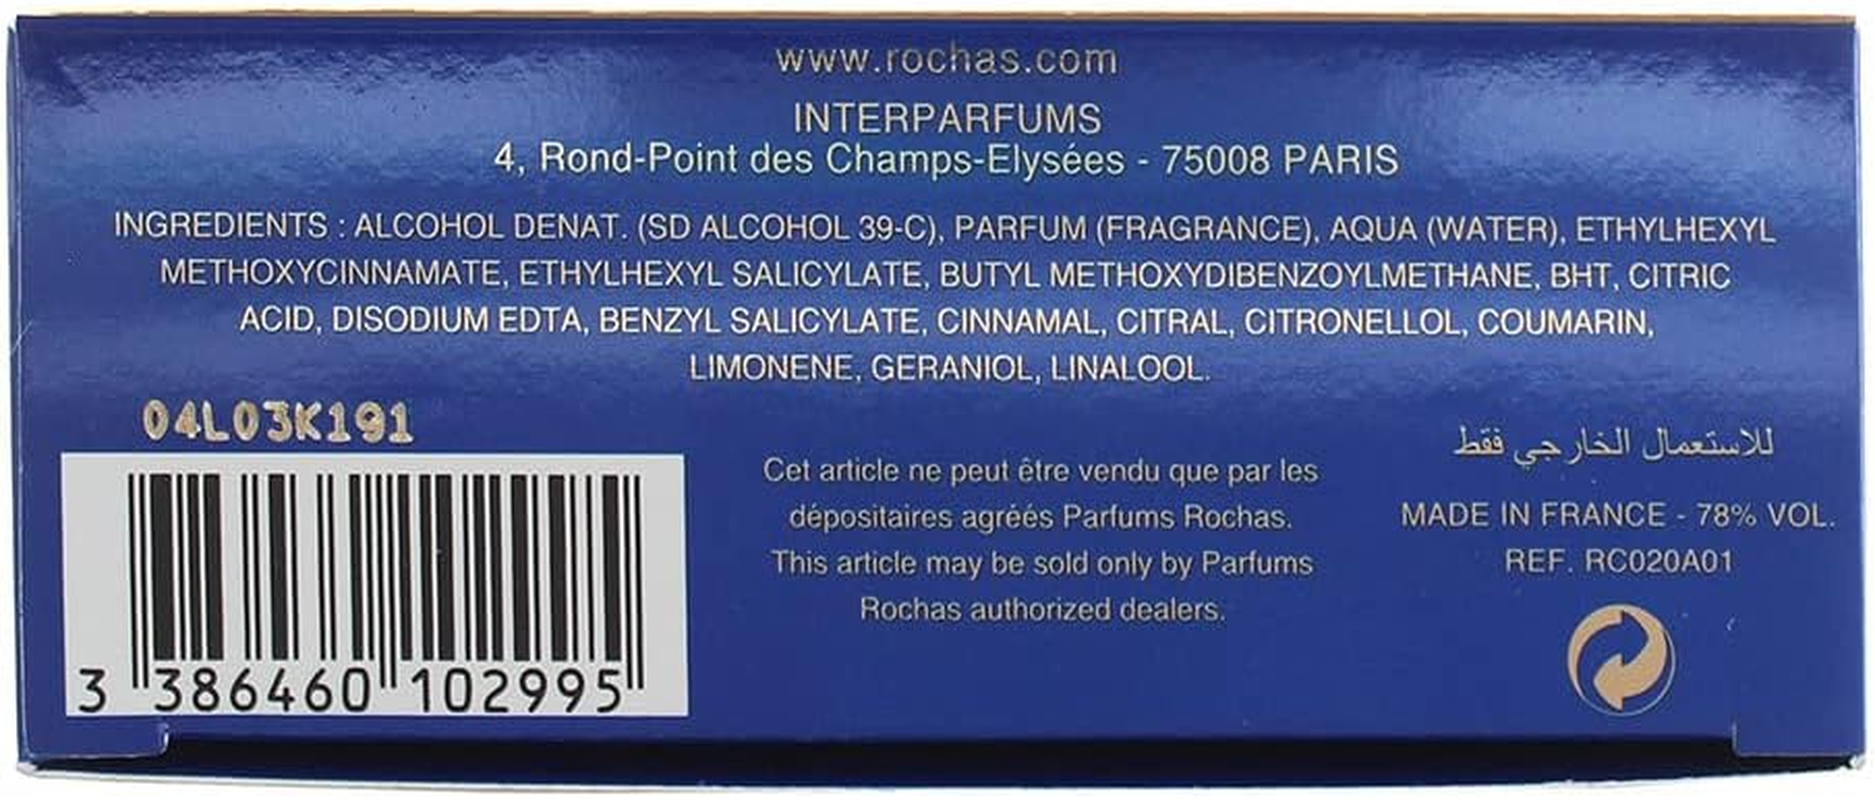 www.rochas.com
INTERPARFUMS
4, Rond-Point des Champs-Elysées - 75008 PARIS
INGREDIENTS : ALCOHOL DENAT. (SD ALCOHOL 39-C), PARFUM (FRAGRANCE), AQUA (WATER), ETHYLHEXYL
METHOXYCINNAMATE, ETHYLHEXYL SALICYLATE, BUTYL METHOXYDIBENZOYLMETHANE, BHT, CITRIC
ACID, DISODIUM EDTA, BENZYL SALICYLATE, CINNAMAL, CITRAL, CITRONELLOL, COUMARIN,
LIMONENE, GERANIOL, LINALOOL.
04L03K191
3 386460 102995
Cet article ne peut être vendu que par les
dépositaires agréés Parfums Rochas.
This article may be sold only by Parfums
Rochas authorized dealers.
للاستعمال الخارجي فقط
MADE IN FRANCE - 78% VOL.
REF. RC020A01